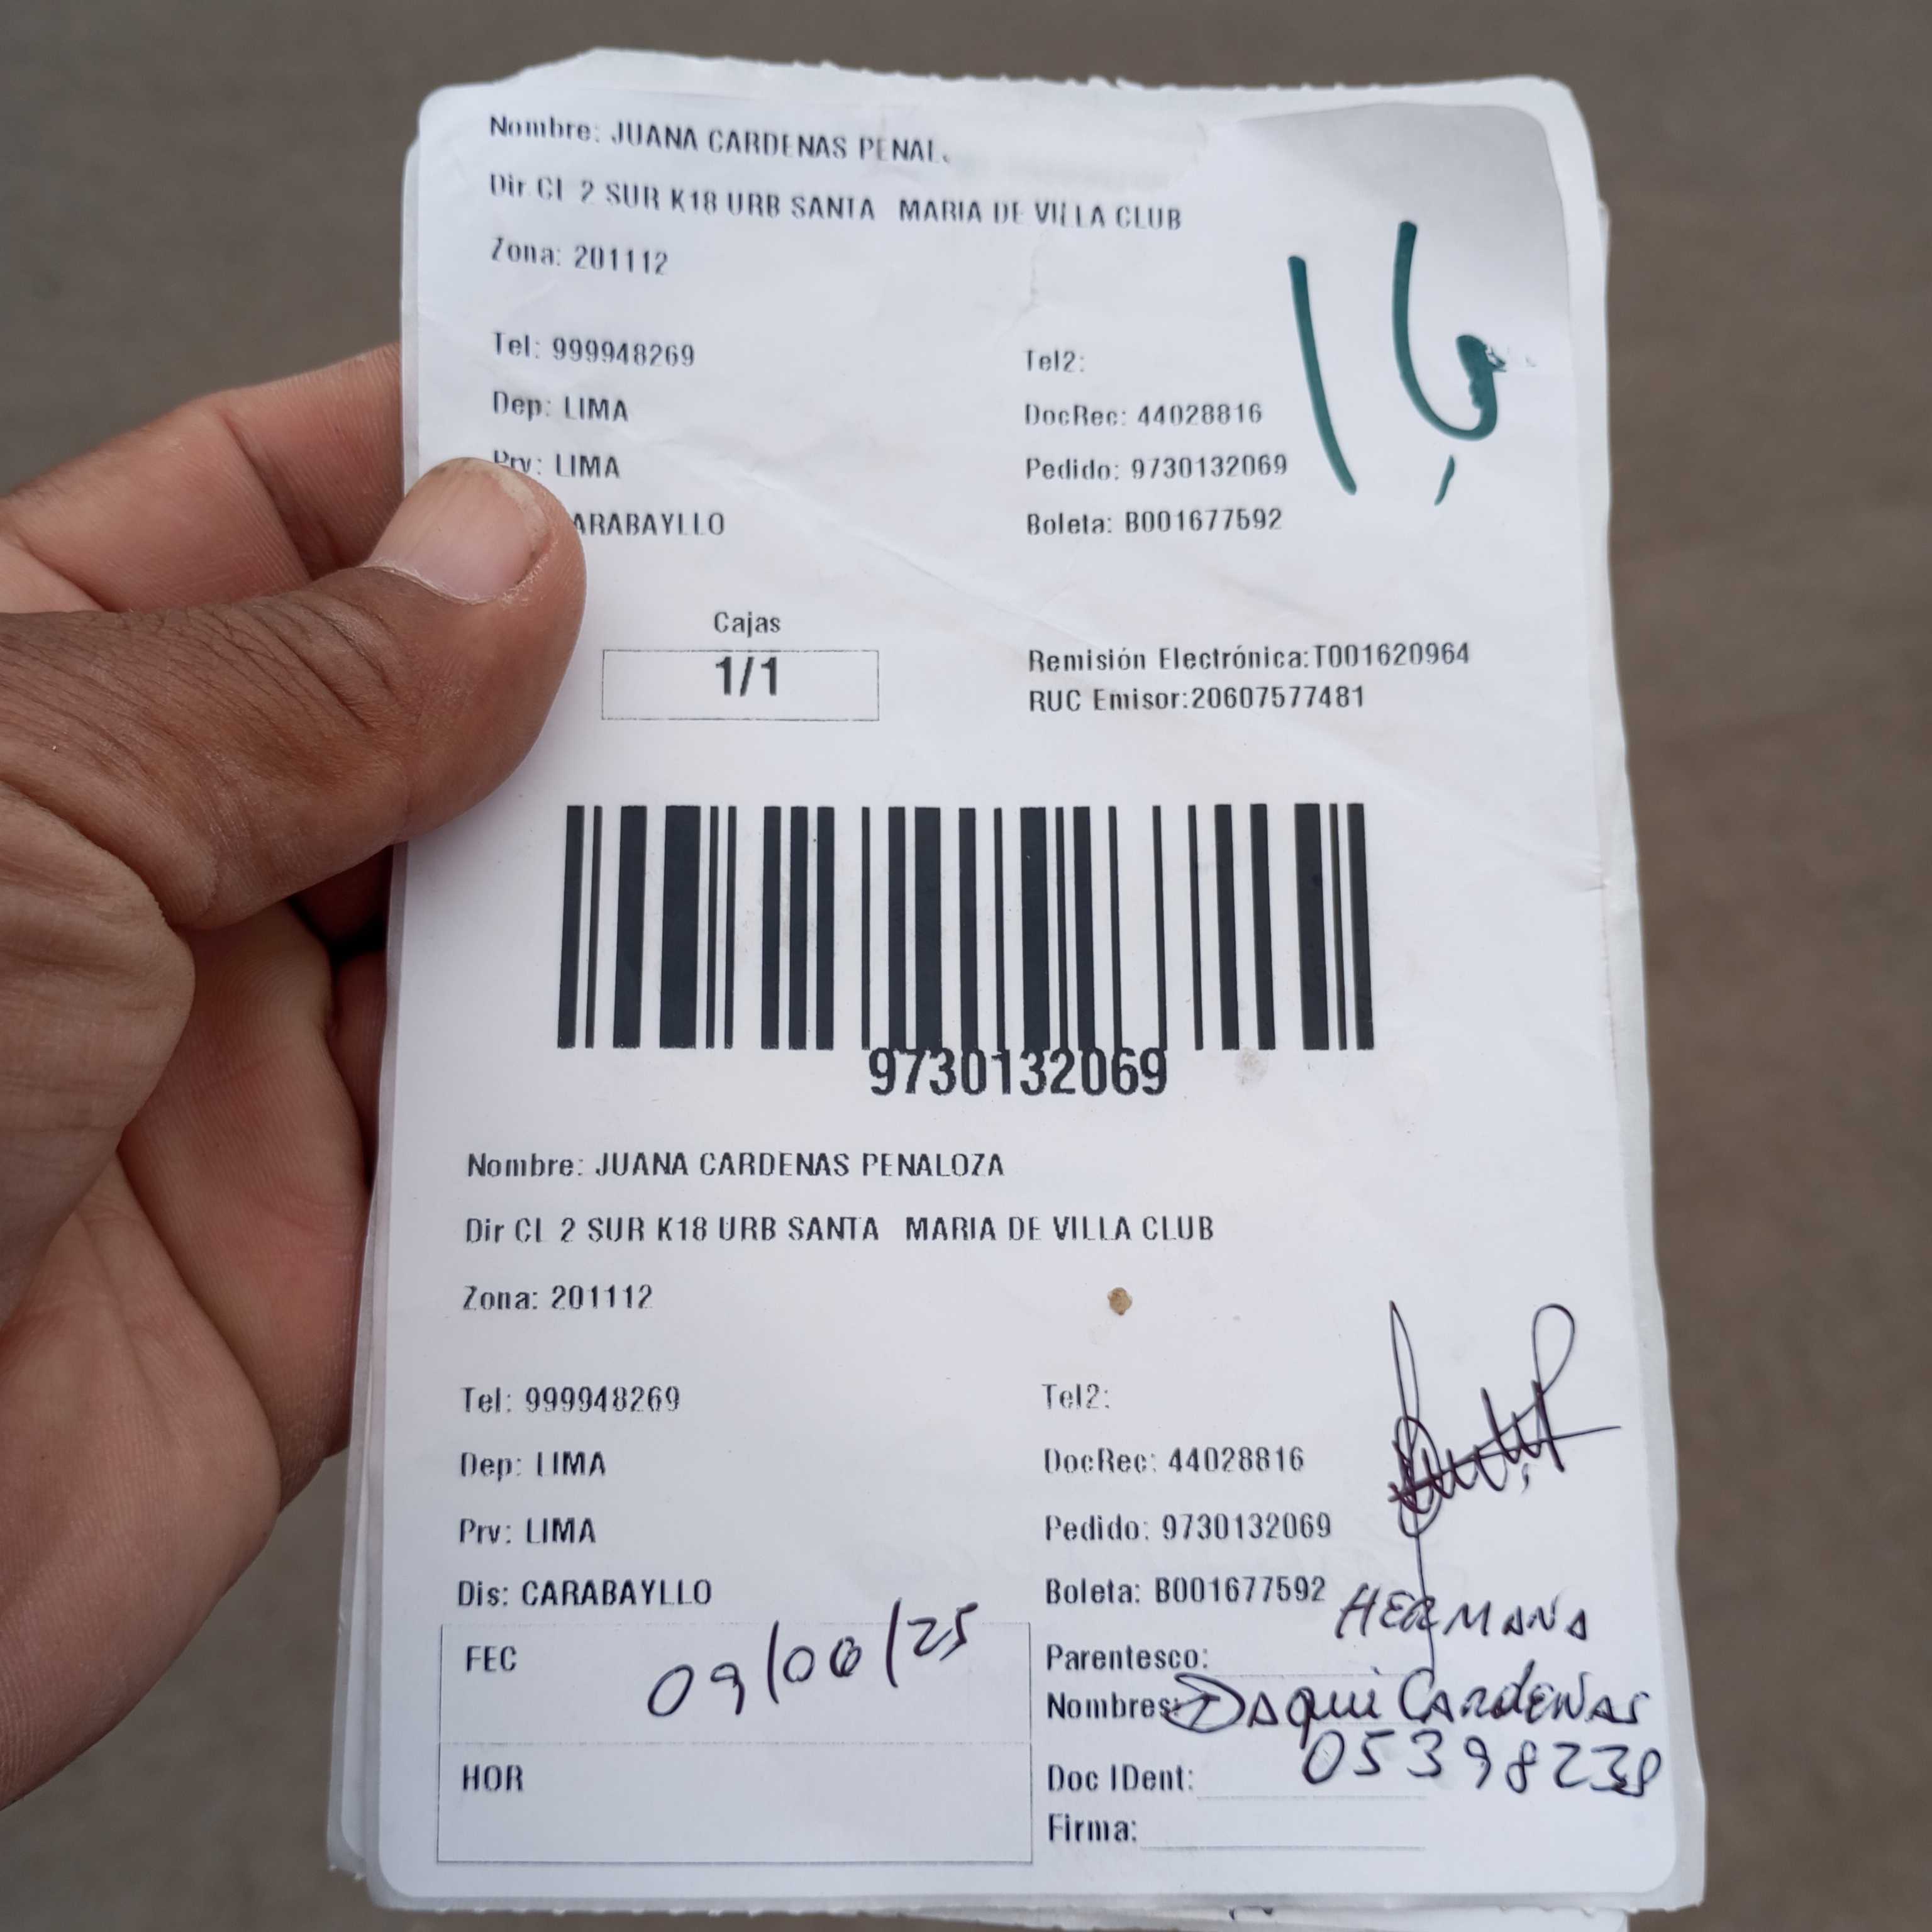 Nombre: JUANA CARDENAS PENAL
Dir CL 2 SUR K18 URB SANTA MARIA DE VILLA CLUB
Zona: 201112
16
Tel: 999948269 Tel2:
Dep: LIMA DocRec: 44028816
Prv: LIMA Pedido: 9730132069
ARABAYLLO Boleta: B001677592
Cajas
1/1
Remisión Electrónica:T001620964
RUC Emisor:20607577481
9730132069
Nombre: JUANA CARDENAS PENALOZA
Dir CL 2 SUR K18 URB SANTA MARIA DE VILLA CLUB
Zona: 201112
Tel: 999948269 Tel2:
Dep: LIMA DocRec: 44028816
Prv: LIMA Pedido: 9730132069
Dis: CARABAYLLO Boleta: B001677592
FEC 09/06/25
Parentesco: HERMANA
Nombres: CARDENAS
HOR
Doc IDent:
Firma: